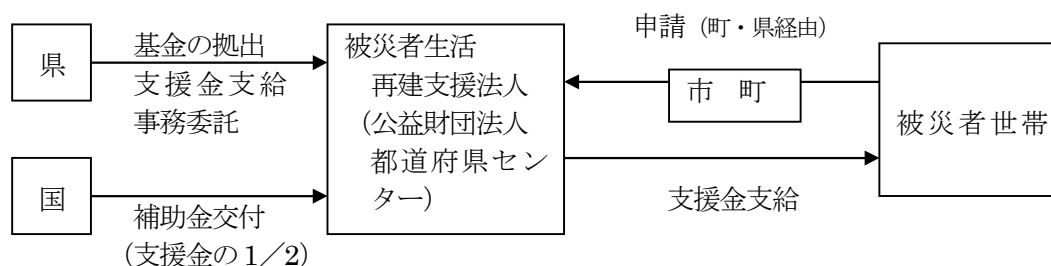 県
基金の拠出
支援金支給
事務委託
国
補助金交付
(支援金の1／2)
被災者生活
再建支援法人
(公益財団法人
都道府県セン
ター)
申請（町・県経由）
市　町
支援金支給
被災者世帯